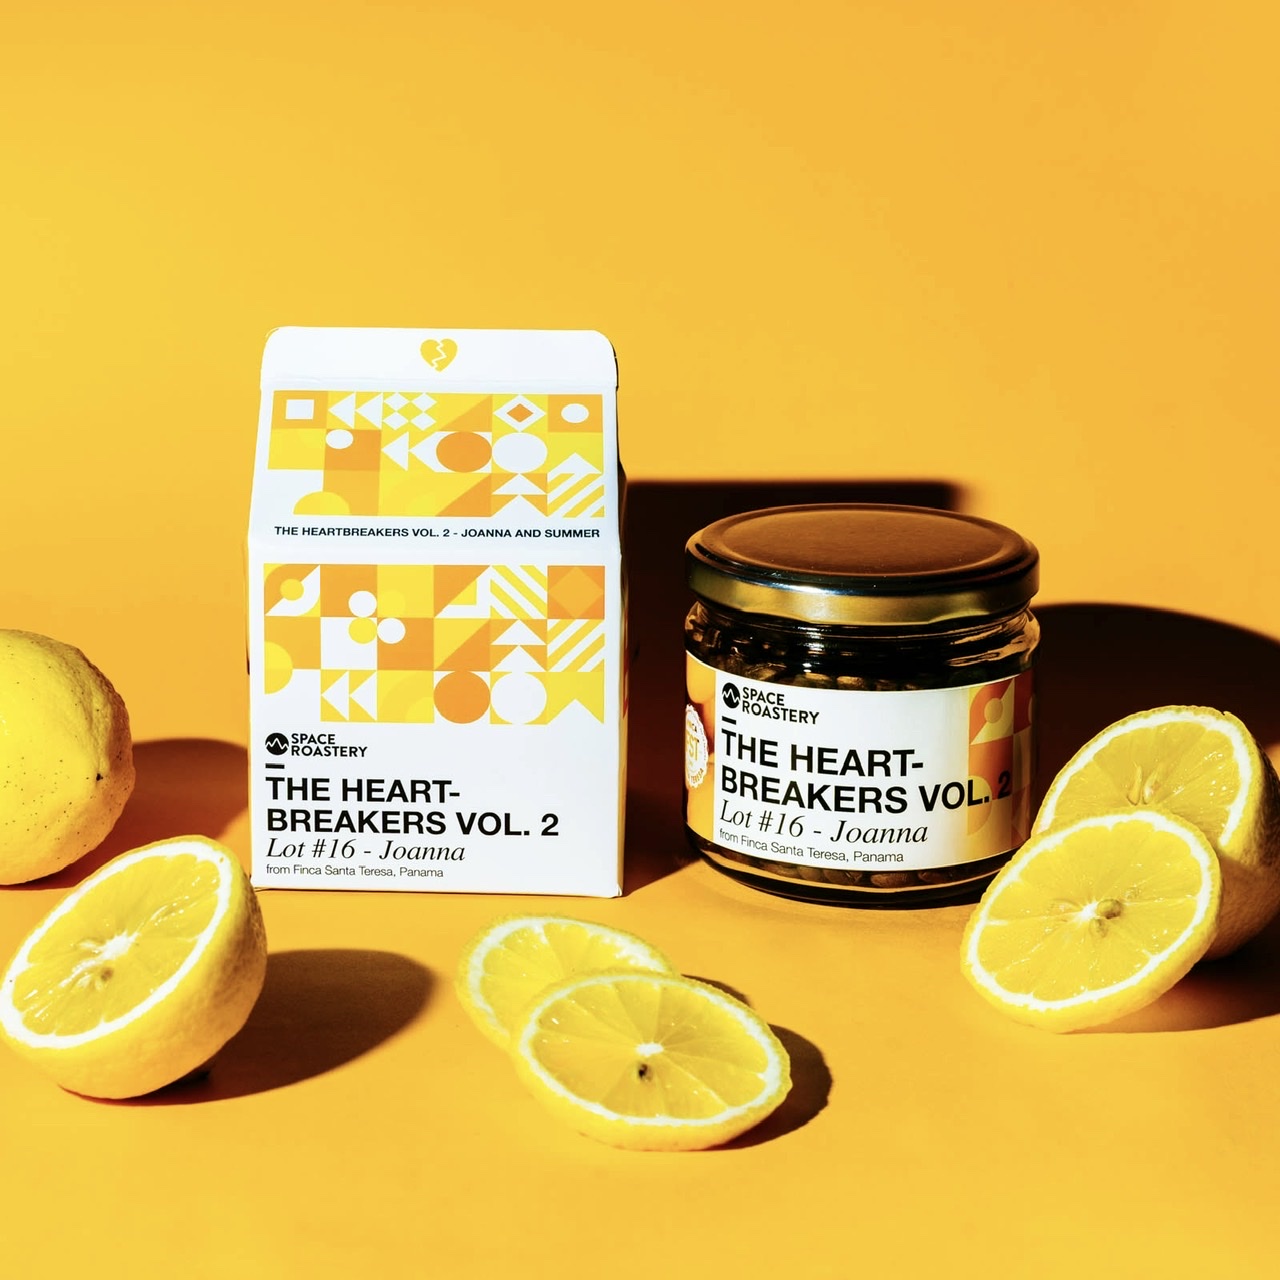 THE HEARTBREAKERS VOL. 2 - JOANNA AND SUMMER
SPACE
ROASTERY
THE HEART-
BREAKERS VOL. 2
Lot #16 - Joanna
from Finca Santa Teresa, Panama
SPACE
ROASTERY
THE HEART-
BREAKERS VOL. 2
Lot #16 - Joanna
from Finca Santa Teresa, Panama